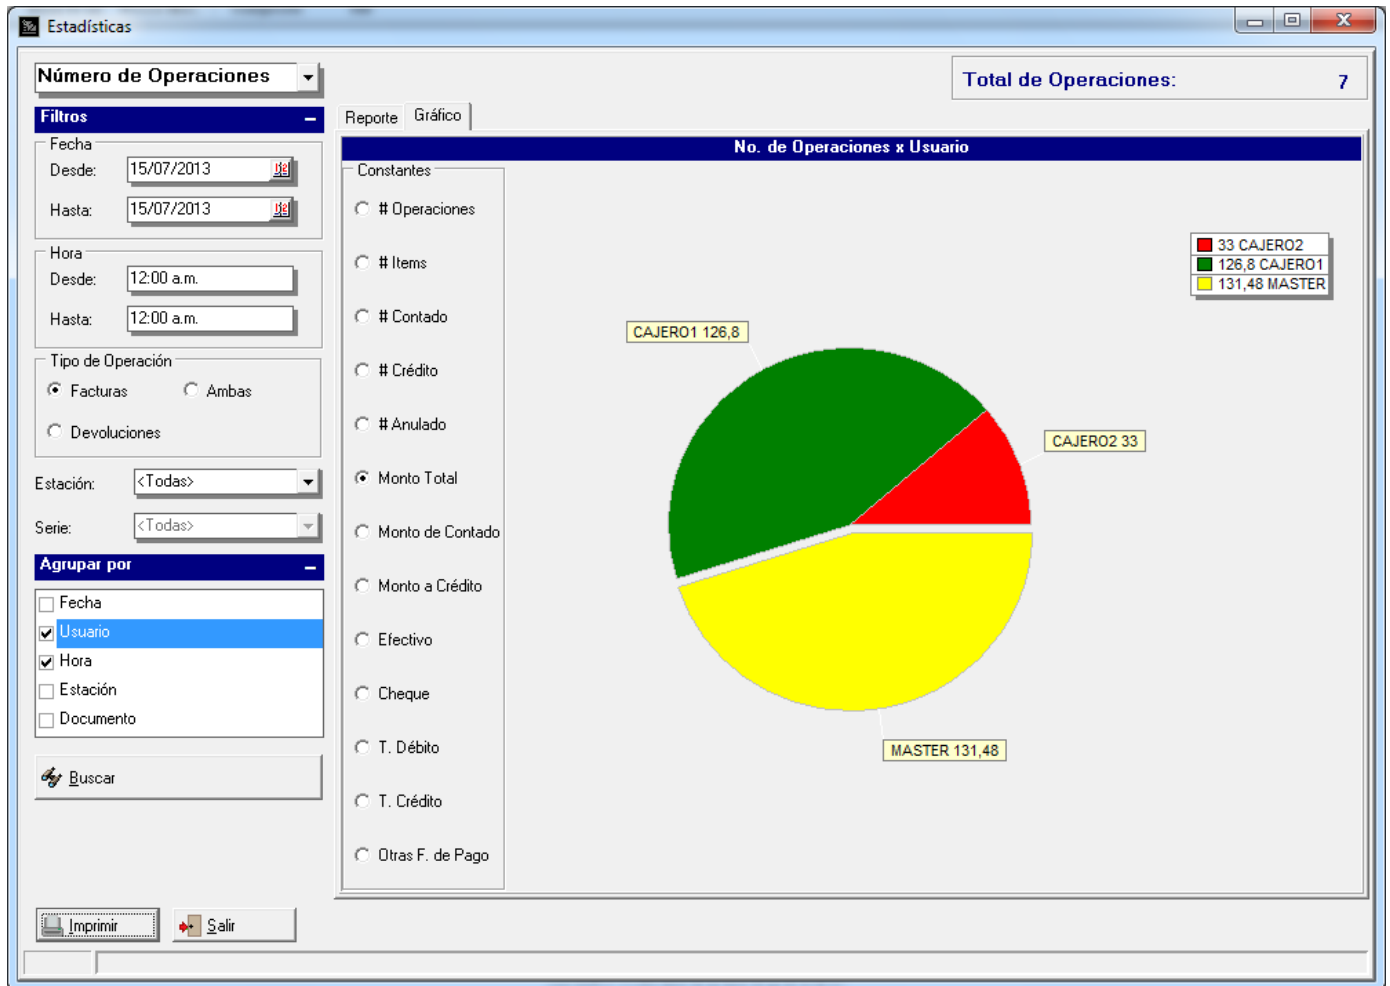 Estadísticas
Número de Operaciones
Total de Operaciones: 7
Filtros
Fecha
Desde: 15/07/2013
Hasta: 15/07/2013
Hora
Desde: 12:00 a.m.
Hasta: 12:00 a.m.
Tipo de Operación
Facturas Ambas
Devoluciones
Estación: <Todas>
Serie: <Todas>
Agrupar por
Fecha
Usuario
Hora
Estación
Documento
Buscar
Imprimir Salir
Reporte Gráfico
No. de Operaciones x Usuario
Constantes
# Operaciones
# Items
# Contado
# Crédito
# Anulado
Monto Total
Monto de Contado
Monto a Crédito
Efectivo
Cheque
T. Débito
T. Crédito
Otras F. de Pago
33 CAJERO2
126,8 CAJERO1
131,48 MASTER
CAJERO1 126,8
CAJERO2 33
MASTER 131,48